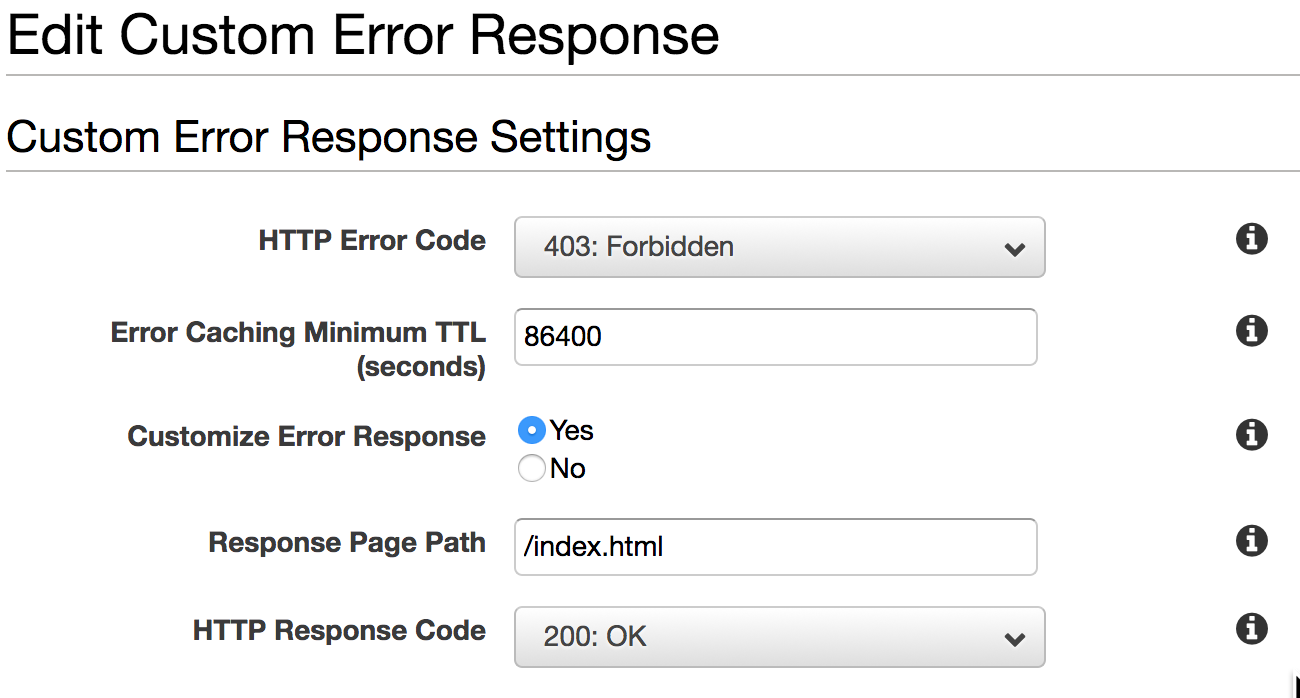 Edit Custom Error Response
Custom Error Response Settings
HTTP Error Code
403: Forbidden
Error Caching Minimum TTL
(seconds)
86400
Customize Error Response
Yes
No
Response Page Path
/index.html
HTTP Response Code
200: OK